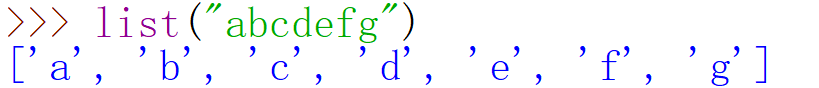 >>> list("abcdefg")
['a', 'b', 'c', 'd', 'e', 'f', 'g']